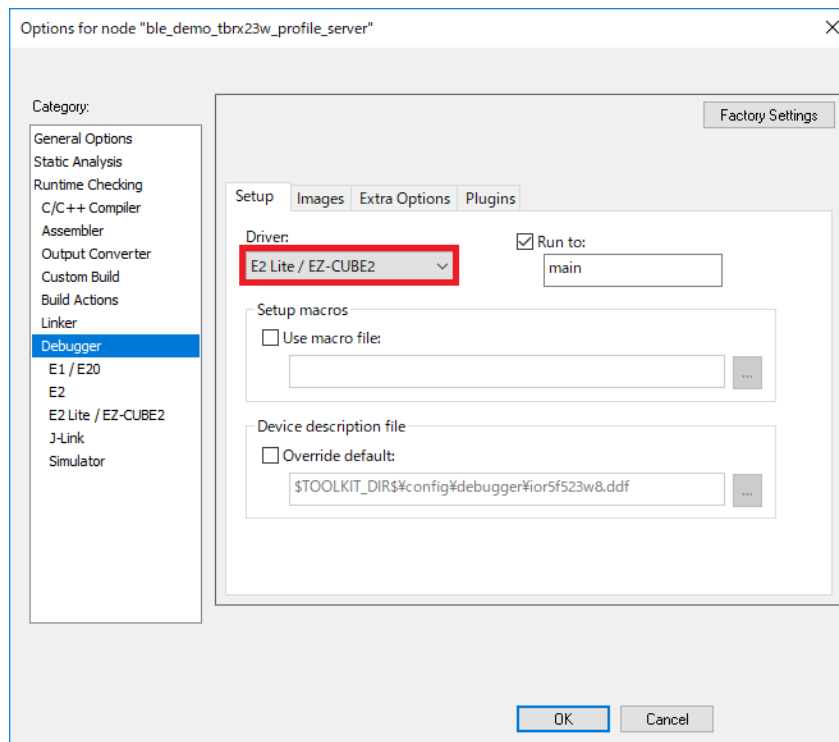 Options for node "ble_demo_tbrx23w_profile_server"
Category:
General Options
Static Analysis
Runtime Checking
C/C++ Compiler
Assembler
Output Converter
Custom Build
Build Actions
Linker
Debugger
E1 / E20
E2
E2 Lite / EZ-CUBE2
J-Link
Simulator
Factory Settings
Setup Images Extra Options Plugins
Driver:
E2 Lite / EZ-CUBE2
Run to:
main
Setup macros
Use macro file:
...
Device description file
Override default:
$TOOLKIT_DIR$¥config¥debugger¥ior5f523w8.ddf
...
OK Cancel